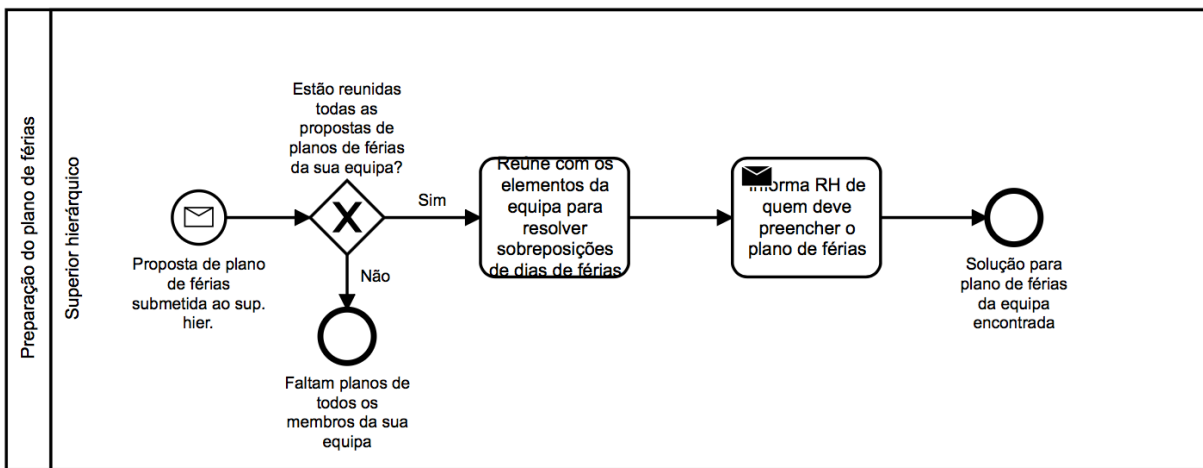 Preparação do plano de férias
Superior hierárquico
Proposta de plano
de férias
submetida ao sup.
hier.
Estão reunidas
todas as
propostas de
planos de férias
da sua equipa?
Sim
Não
Faltam planos de
todos os
membros da sua
equipa
Reúne com os
elementos da
equipa para
resolver
sobreposições
de dias de férias
Informa RH de
quem deve
preencher o
plano de férias
Solução para
plano de férias
da equipa
encontrada